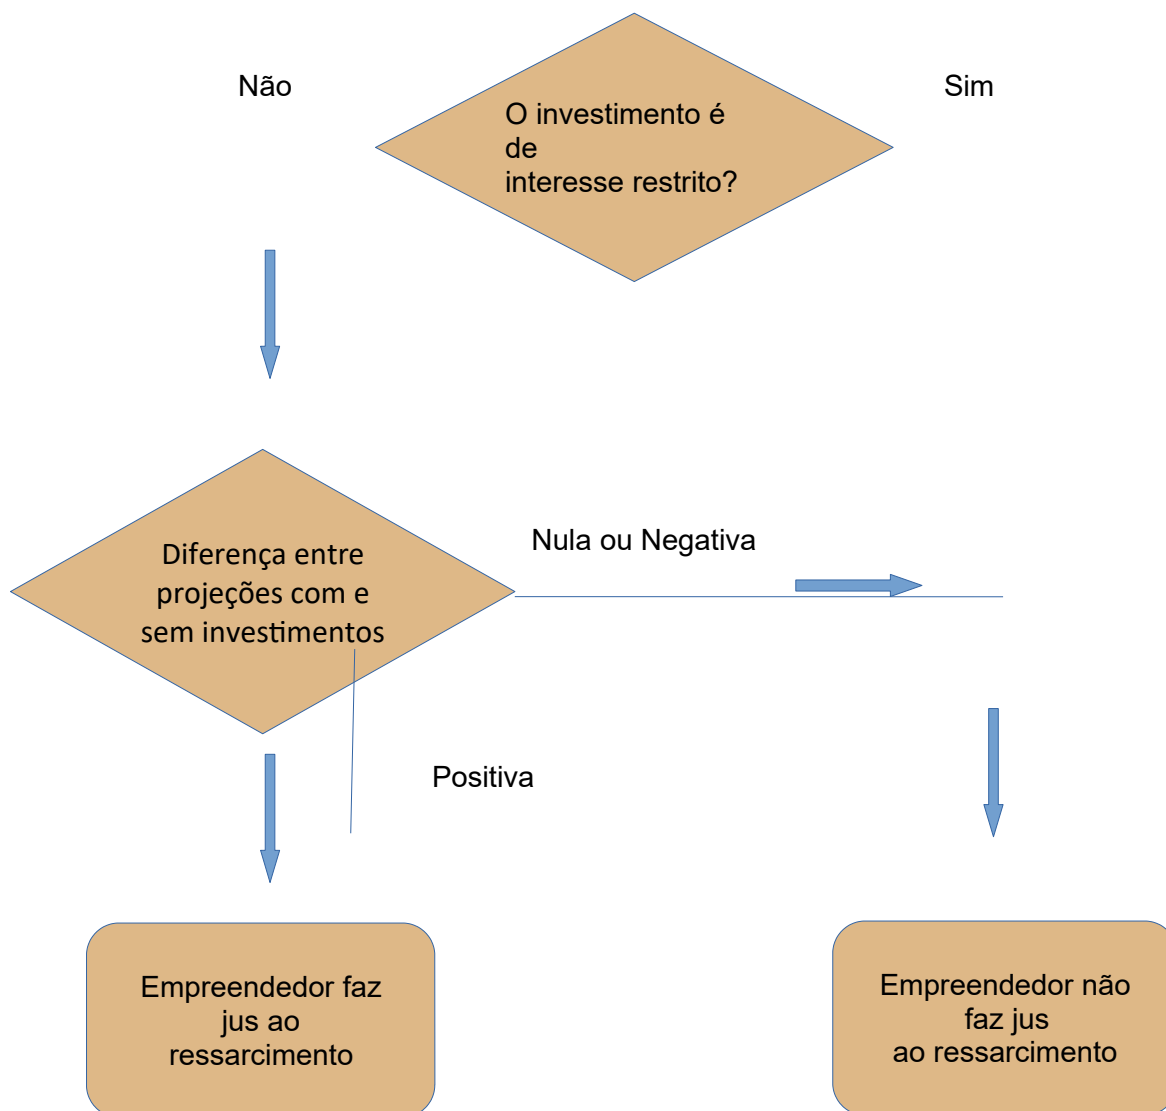 Não
Sim
O investimento é
de
interesse restrito?
Diferença entre
projeções com e
sem investimentos
Nula ou Negativa
Positiva
Empreendedor faz
jus ao
ressarcimento
Empreendedor não
faz jus
ao ressarcimento